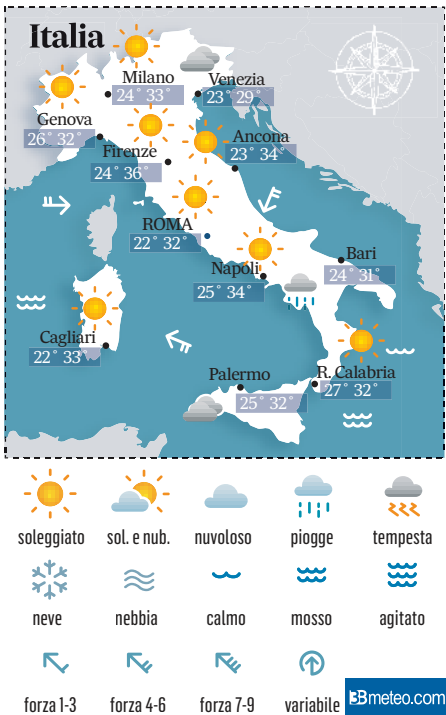 Italia
Milano
24° 33°
Venezia
23° 29°
Genova
26° 32°
Firenze
24° 36°
Ancona
23° 34°
ROMA
22° 32°
Napoli
25° 34°
Bari
24° 31°
Cagliari
22° 33°
Palermo
25° 32°
R. Calabria
27° 32°
soleggiato sol. e nub. nuvoloso piogge tempesta
neve nebbia calmo mosso agitato
forza 1-3 forza 4-6 forza 7-9 variabile
3Bmeteo.com